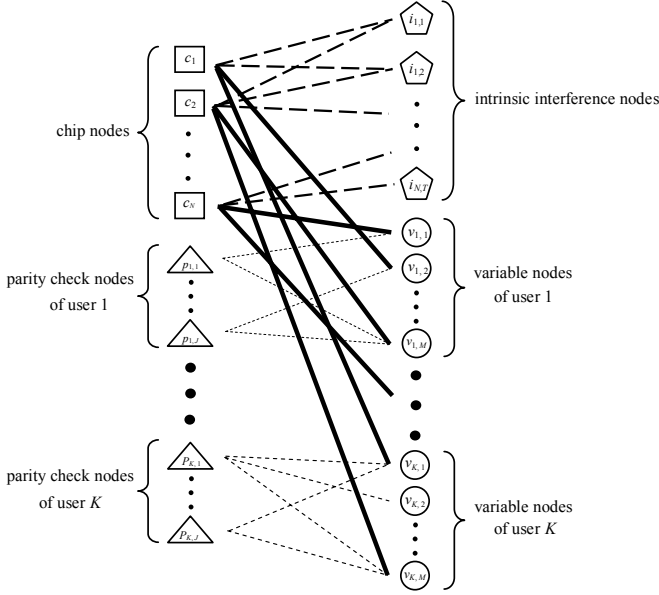 chip nodes
c1
c2
cN
parity check nodes
of user 1
p1,1
p1,J
parity check nodes
of user K
PK,1
PK,J
i1,1
i1,2
iN,T
intrinsic interference nodes
v1,1
v1,2
v1,M
variable nodes
of user 1
vK,1
vK,2
vK,M
variable nodes
of user K